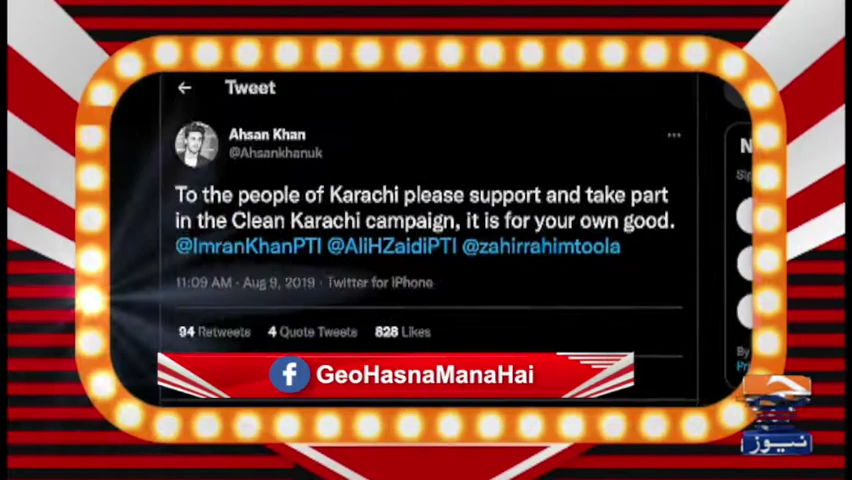 Tweet
Ahsan Khan
@Ahsankhanuk
To the people of Karachi please support and take part
in the Clean Karachi campaign, it is for your own good.
@ImranKhanPTI @AliHZaidiPTI @zahirrahimtoola
11:09 AM · Aug 9, 2019 · Twitter for iPhone
94 Retweets 4 Quote Tweets 828 Likes
GeoHasnaManaHai
N
By
Pri
نیوز